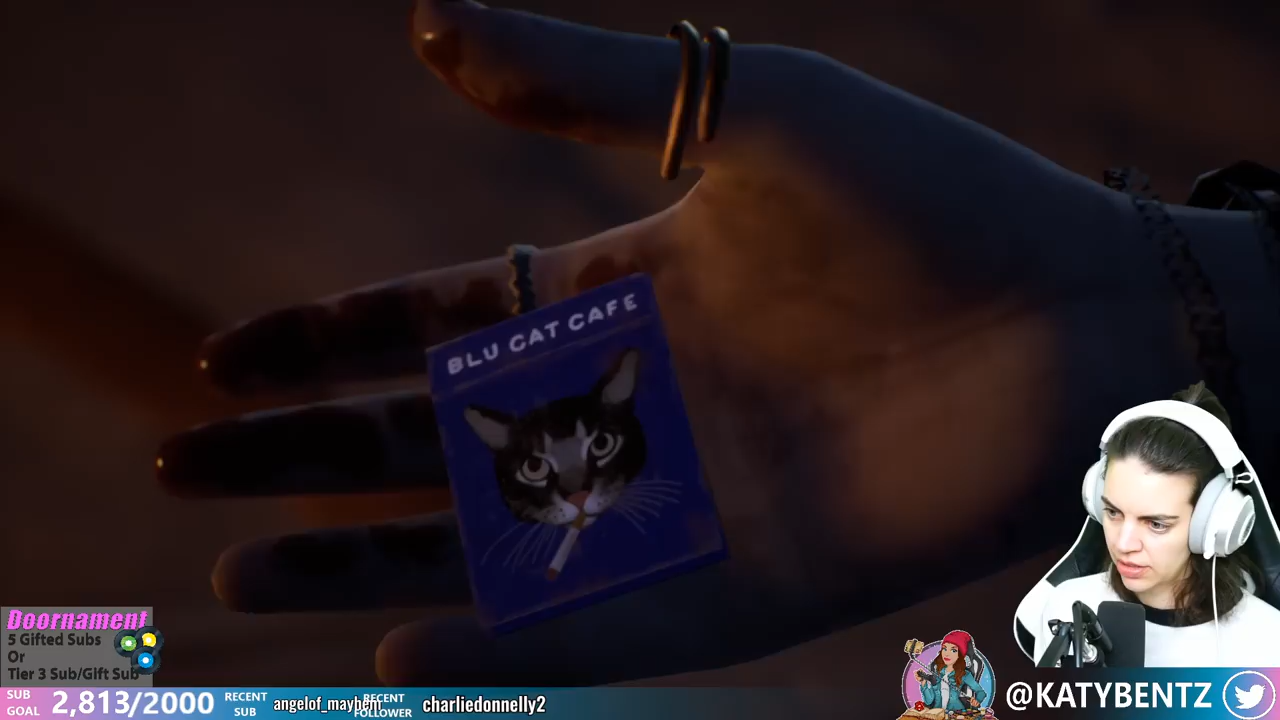 BLU CAT CAFE
Doornament
5 Gifted Subs
Or
Tier 3 Sub/Gift Sub
SUB
GOAL
2,813/2000
RECENT
SUB
RECENT
FOLLOWER
charliedonnelly2
@KATYBENTZ